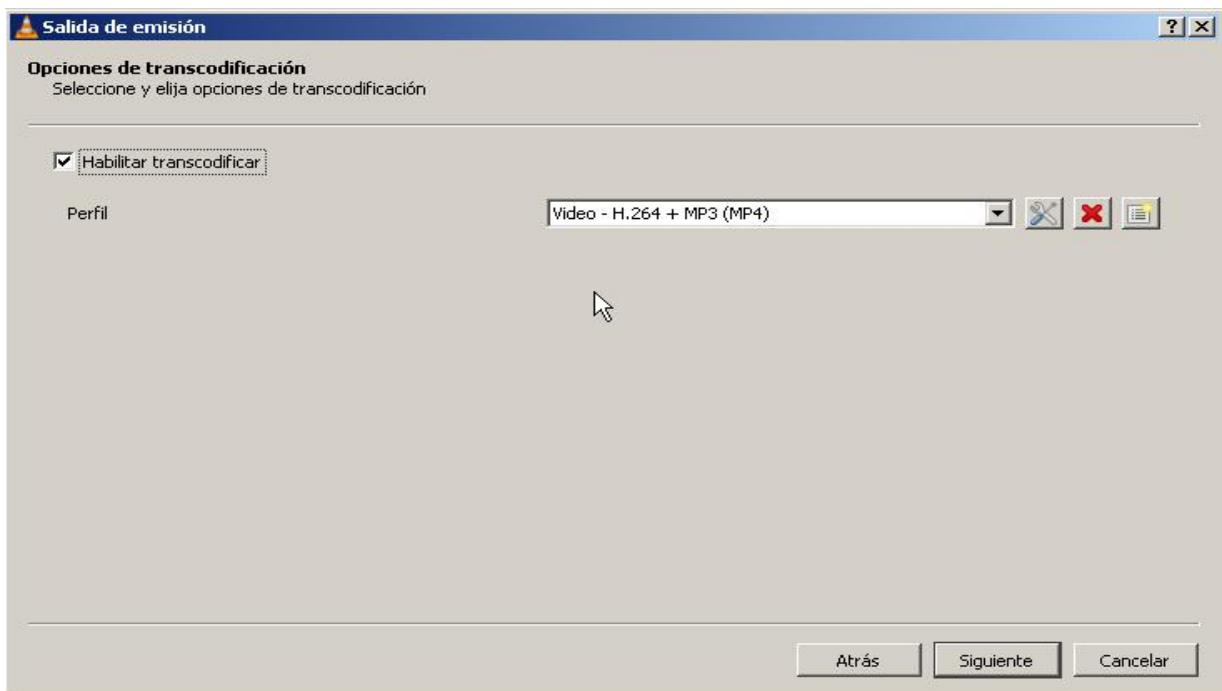 Salida de emisión
Opciones de transcodificación
Seleccione y elija opciones de transcodificación
Habilitar transcodificar
Perfil
Video - H.264 + MP3 (MP4)
Atrás
Siguiente
Cancelar